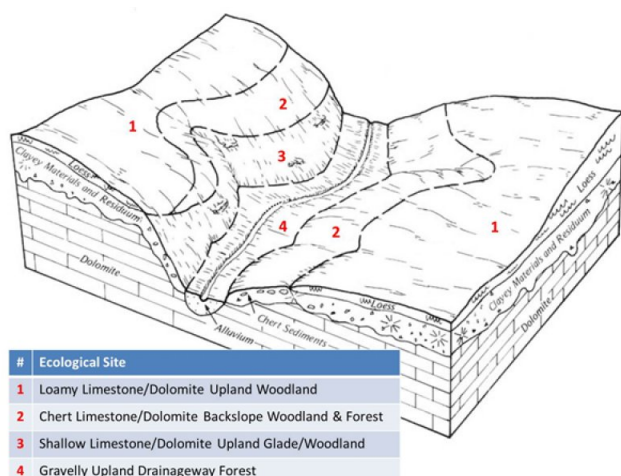 1
2
3
1
4
2
Loess
Clayey Materials and Residuum
Dolomite
Loess
Clayey Materials and Residuum
Dolomite
Loess
Chert Sediments
Alluvium
# Ecological Site
1 Loamy Limestone/Dolomite Upland Woodland
2 Chert Limestone/Dolomite Backslope Woodland & Forest
3 Shallow Limestone/Dolomite Upland Glade/Woodland
4 Gravelly Upland Drainageway Forest